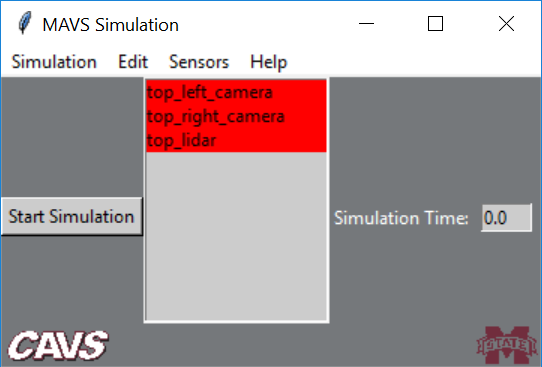 MAVS Simulation
Simulation Edit Sensors Help
top_left_camera
top_right_camera
top_lidar
Start Simulation
Simulation Time: 0.0
CAVS
M
STATE